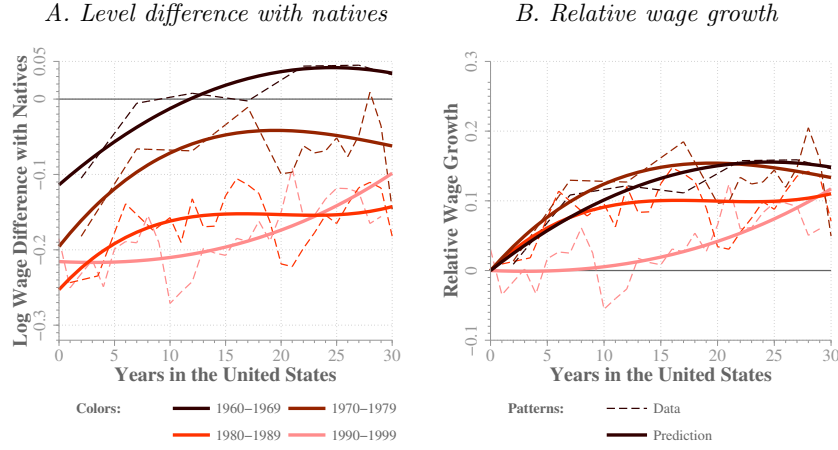 A. Level difference with natives
B. Relative wage growth
Log Wage Difference with Natives
0.05
0
−0.1
−0.2
−0.3
0
5
10
15
20
25
30
Years in the United States
Relative Wage Growth
0.3
0.2
0.1
0
−0.1
0
5
10
15
20
25
30
Years in the United States
Colors:
1960−1969
1970−1979
1980−1989
1990−1999
Patterns:
Data
Prediction